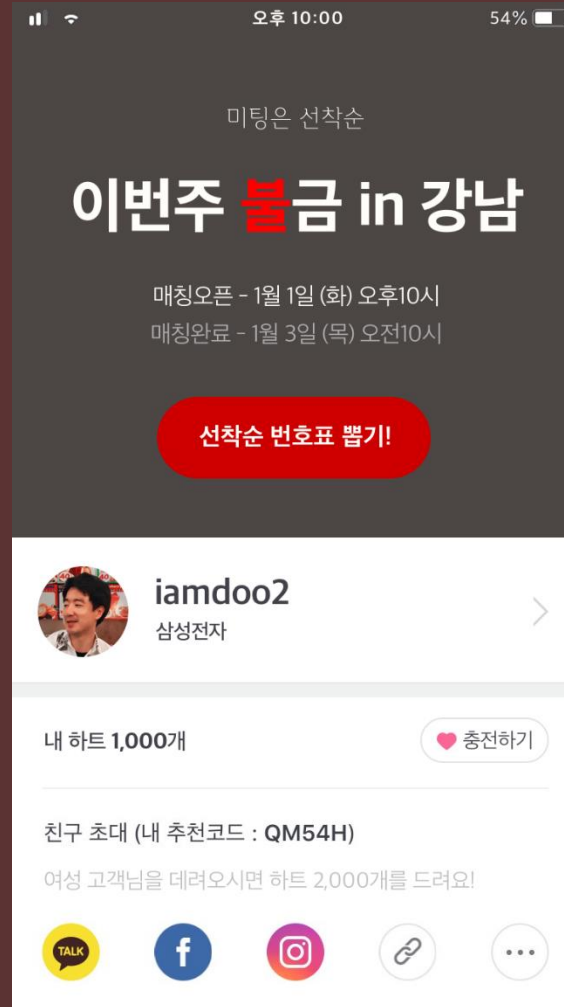 오후 10:00
54%
미팅은 선착순
이번주 불금 in 강남
매칭오픈 - 1월 1일 (화) 오후10시
매칭완료 - 1월 3일 (목) 오전10시
선착순 번호표 뽑기!
iamdoo2
삼성전자
내 하트 1,000개
충전하기
친구 초대 (내 추천코드 : QM54H)
여성 고객님을 데려오시면 하트 2,000개를 드려요!
TALK